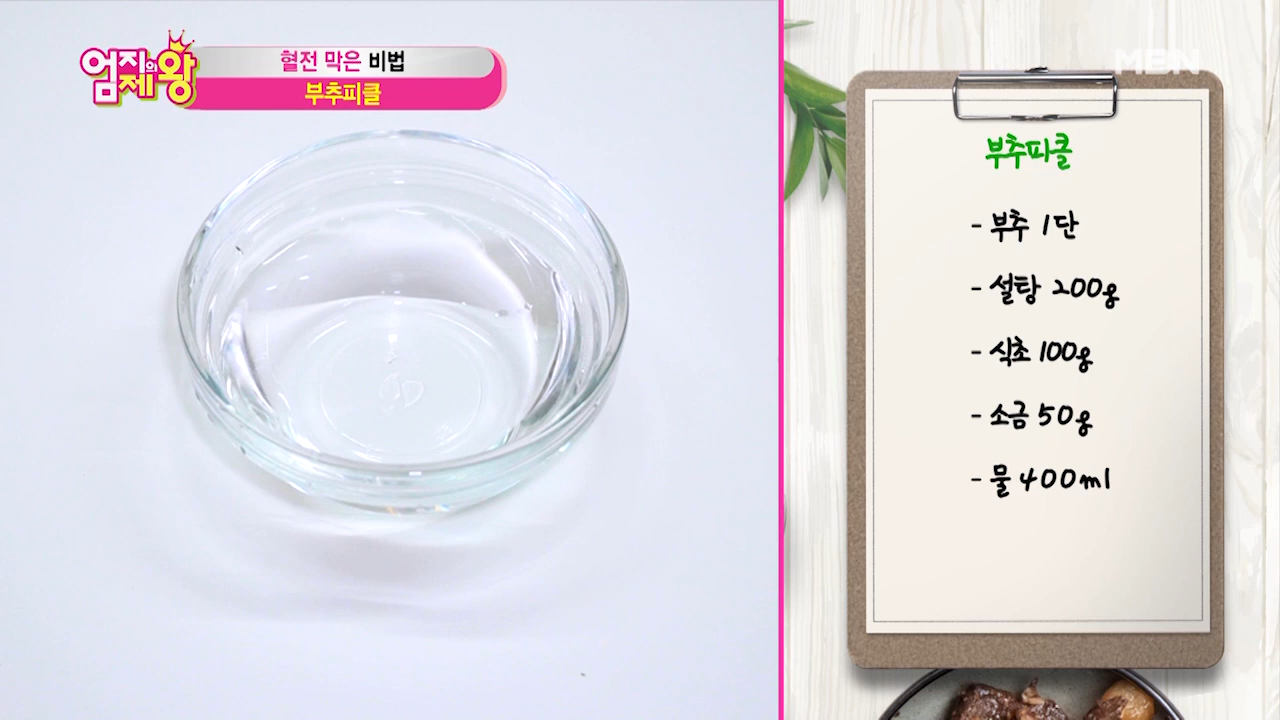 엄지의 제왕
혈전 막은 비법
부추피클
MBN
부추피클
- 부추 1단
- 설탕 200g
- 식초 100g
- 소금 50g
- 물 400ml